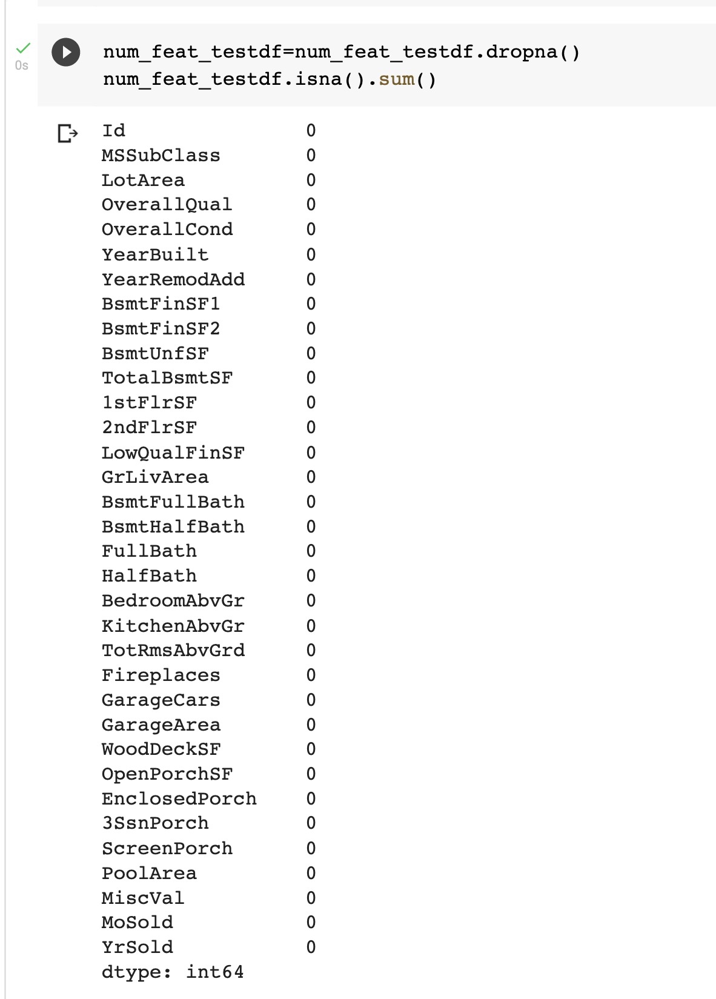 num_feat_testdf=num_feat_testdf.dropna()
num_feat_testdf.isna().sum()
0s
Id 0
MSSubClass 0
LotArea 0
OverallQual 0
OverallCond 0
YearBuilt 0
YearRemodAdd 0
BsmtFinSF1 0
BsmtFinSF2 0
BsmtUnfSF 0
TotalBsmtSF 0
1stFlrSF 0
2ndFlrSF 0
LowQualFinSF 0
GrLivArea 0
BsmtFullBath 0
BsmtHalfBath 0
FullBath 0
HalfBath 0
BedroomAbvGr 0
KitchenAbvGr 0
TotRmsAbvGrd 0
Fireplaces 0
GarageCars 0
GarageArea 0
WoodDeckSF 0
OpenPorchSF 0
EnclosedPorch 0
3SsnPorch 0
ScreenPorch 0
PoolArea 0
MiscVal 0
MoSold 0
YrSold 0
dtype: int64